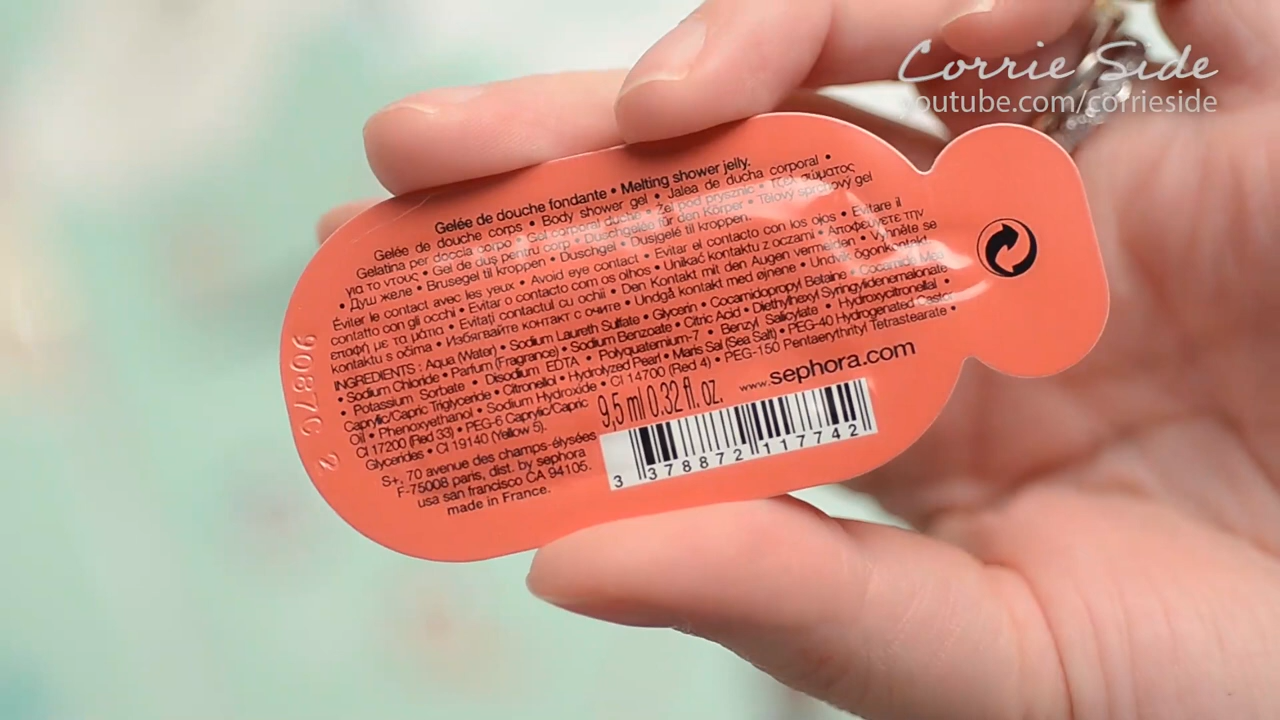 Corrie Side
youtube.com/corrieside
Gelée de douche fondante • Melting shower jelly.
Gelée de douche corps • Body shower gel • Jalea de ducha corporal •
Gelatina per doccia corpo • Gel corporal duche • Żel pod prysznic • Τζελ σώματος
για το ντους • Gel de duş pentru corp • Duschgelée für den Körper • Tělový sprchový gel
• Душ желе • Brusegel til kroppen • Duschgel • Dusjgelé til kroppen.
Éviter le contact avec les yeux • Avoid eye contact • Evitar el contacto con los ojos • Evitare il
contatto con gli occhi • Evitar o contacto com os olhos • Unikać kontaktu z oczami • Αποφεύγετε την
επαφή με τα μάτια • Evitaţi contactul cu ochii • Den Kontakt mit den Augen vermeiden • Vyhněte se
kontaktu s očima • Избягвайте контакт с очите • Undgå kontakt med øjnene • Undvik ögonkontakt
INGREDIENTS : Aqua (Water) • Sodium Laureth Sulfate • Glycerin • Cocamidopropyl Betaine • Cocamide Mea
• Sodium Chloride • Parfum (Fragrance) • Sodium Benzoate • Citric Acid • Diethylhexyl Syringylidenemalonate
• Potassium Sorbate • Disodium EDTA • Polyquaternium-7 • Benzyl Salicylate • Hydroxycitronellal •
Caprylic/Capric Triglyceride • Citronellol • Hydrolyzed Pearl • Maris Sal (Sea Salt) • PEG-40 Hydrogenated Castor
Oil • Phenoxyethanol • Sodium Hydroxide • CI 14700 (Red 4) • PEG-150 Pentaerythrityl Tetrastearate •
CI 17200 (Red 33) • PEG-6 Caprylic/Capric
Glycerides • CI 19140 (Yellow 5).
9,5 ml 0.32 fl. oz.
www.sephora.com
S+, 70 avenue des champs-élysées
F-75008 paris, dist. by sephora
usa san francisco CA 94105.
made in France.
3 378872 117742
9087C 2